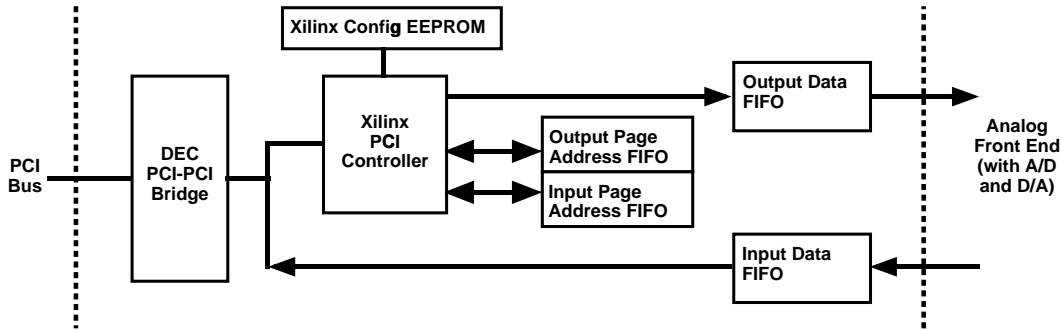 Xilinx Config EEPROM
PCI
Bus
DEC
PCI-PCI
Bridge
Xilinx
PCI
Controller
Output Page
Address FIFO
Input Page
Address FIFO
Output Data
FIFO
Input Data
FIFO
Analog
Front End
(with A/D
and D/A)